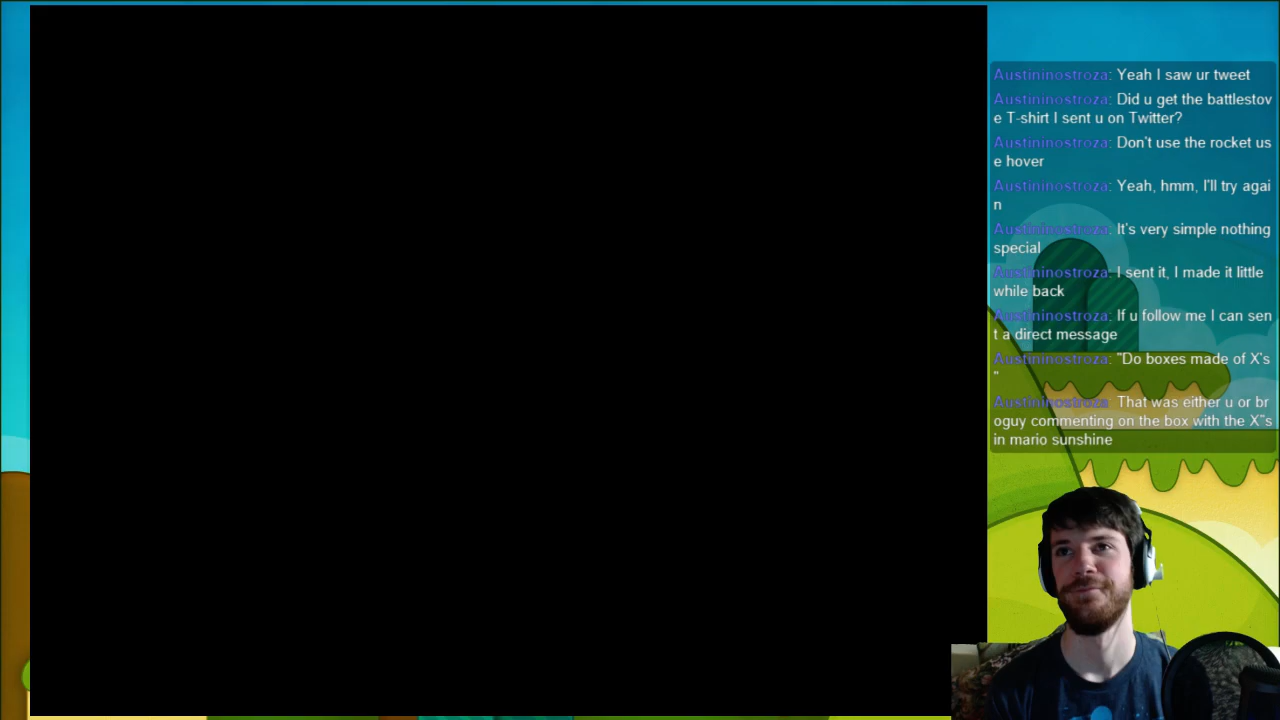 Austininostroza: Yeah I saw ur tweet
Austininostroza: Did u get the battlestov
e T-shirt I sent u on Twitter?
Austininostroza: Don't use the rocket us
e hover
Austininostroza: Yeah, hmm, I'll try agai
n
Austininostroza: It's very simple nothing
special
Austininostroza: I sent it, I made it little
while back
Austininostroza: If u follow me I can sen
t a direct message
Austininostroza: "Do boxes made of X's
"
Austininostroza: That was either u or br
oguy commenting on the box with the X"s
in mario sunshine